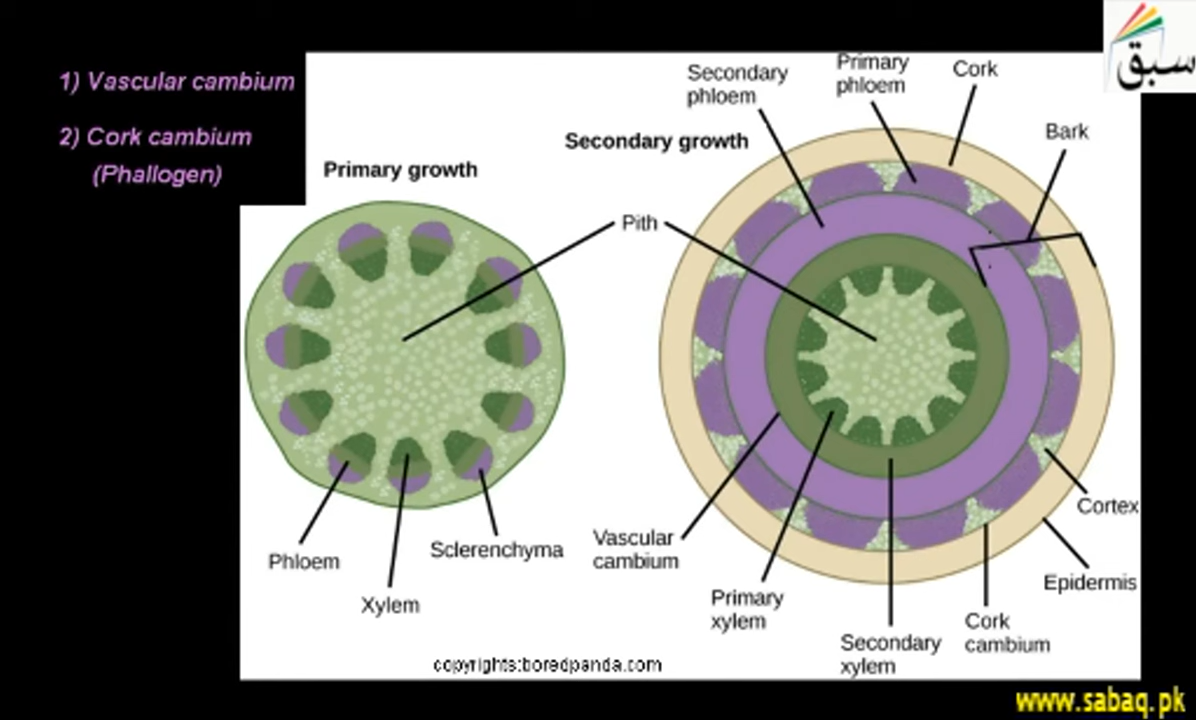 سبق
1) Vascular cambium
2) Cork cambium
(Phallogen)
Primary growth
Secondary growth
Secondary
phloem
Primary
phloem
Cork
Bark
Pith
Phloem
Xylem
Sclerenchyma
Vascular
cambium
Primary
xylem
Secondary
xylem
Cork
cambium
Epidermis
Cortex
copyrights:boredpanda.com
www.sabaq.pk